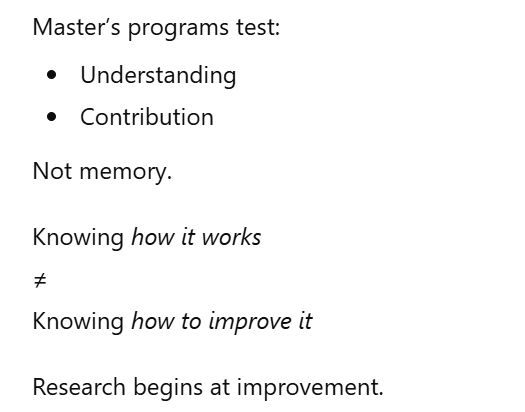 Master's programs test:
• Understanding
• Contribution
Not memory.
Knowing how it works
≠
Knowing how to improve it
Research begins at improvement.